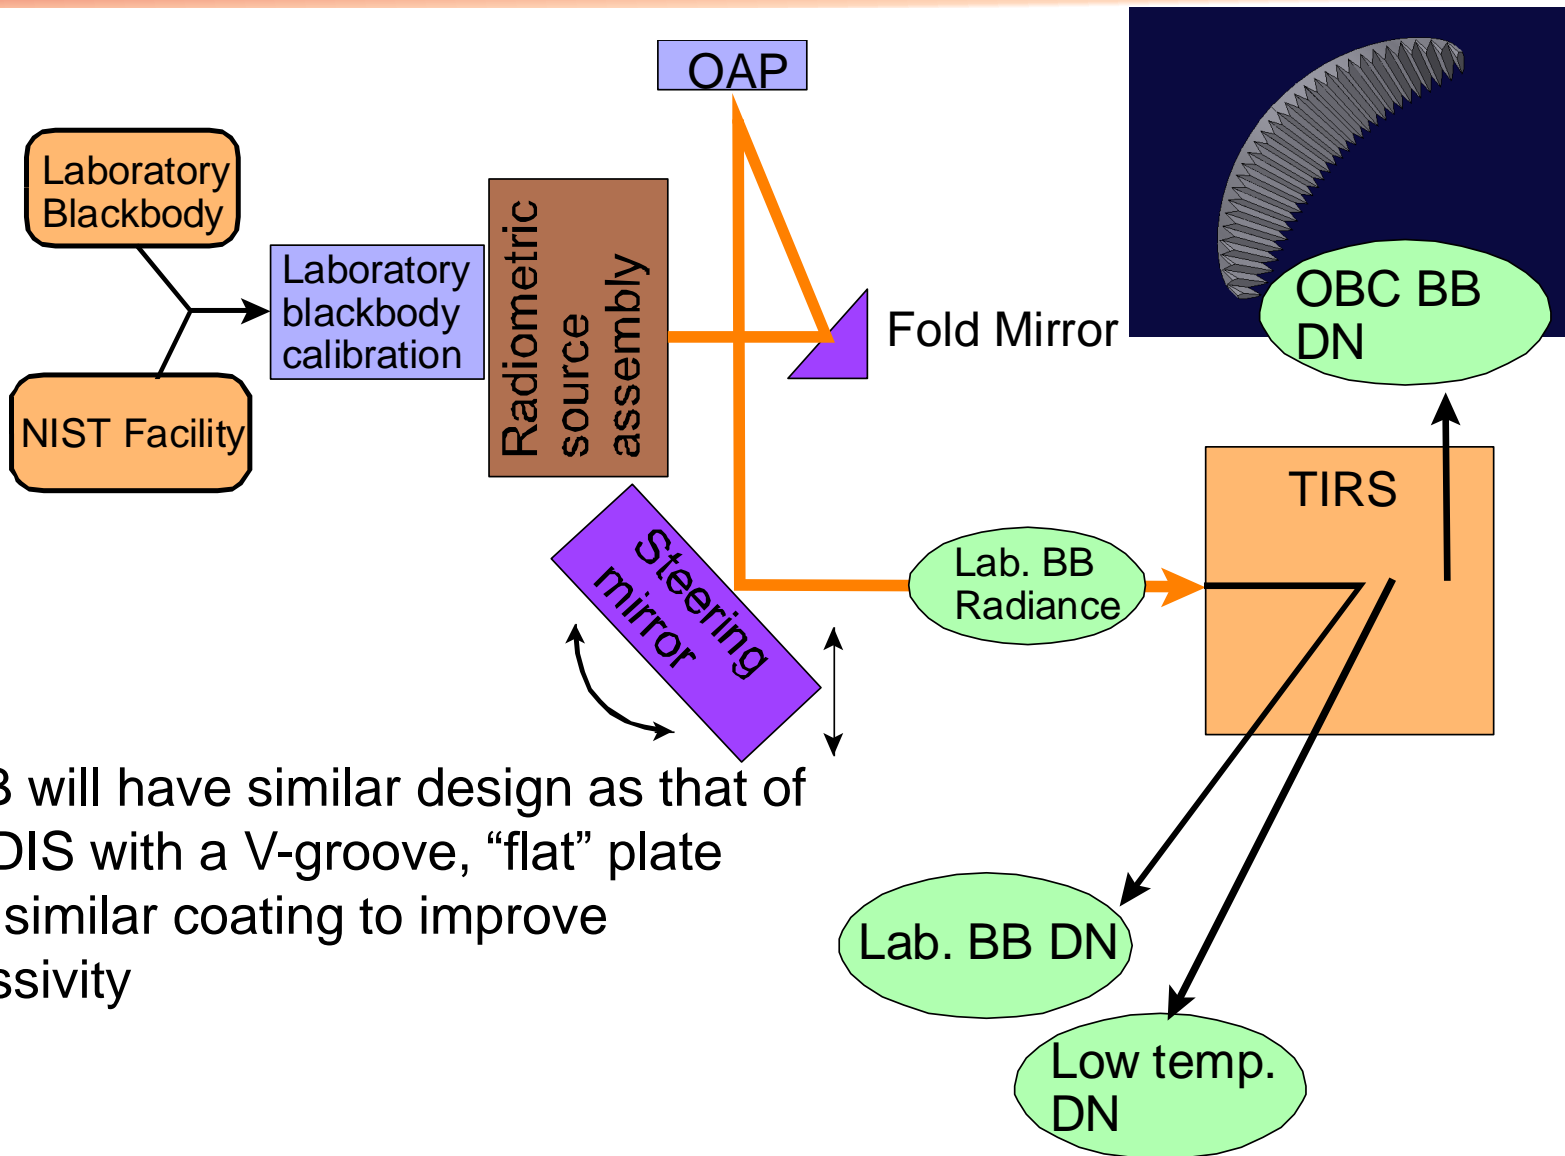 OAP
Laboratory
Blackbody
Laboratory
blackbody
calibration
NIST Facility
Radiometric
source
assembly
Fold Mirror
OBC BB
DN
TIRS
Steering
mirror
Lab. BB
Radiance
will have similar design as that of
with a V-groove, “flat” plate
similar coating to improve
Lab. BB DN
Low temp.
DN